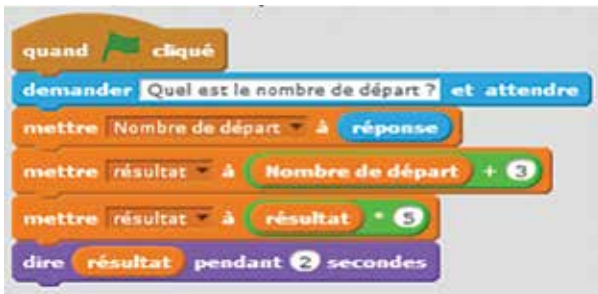 quand cliqué
demander Quel est le nombre de départ ? et attendre
mettre Nombre de départ à réponse
mettre résultat à Nombre de départ + 3
mettre résultat à résultat * 5
dire résultat pendant 2 secondes